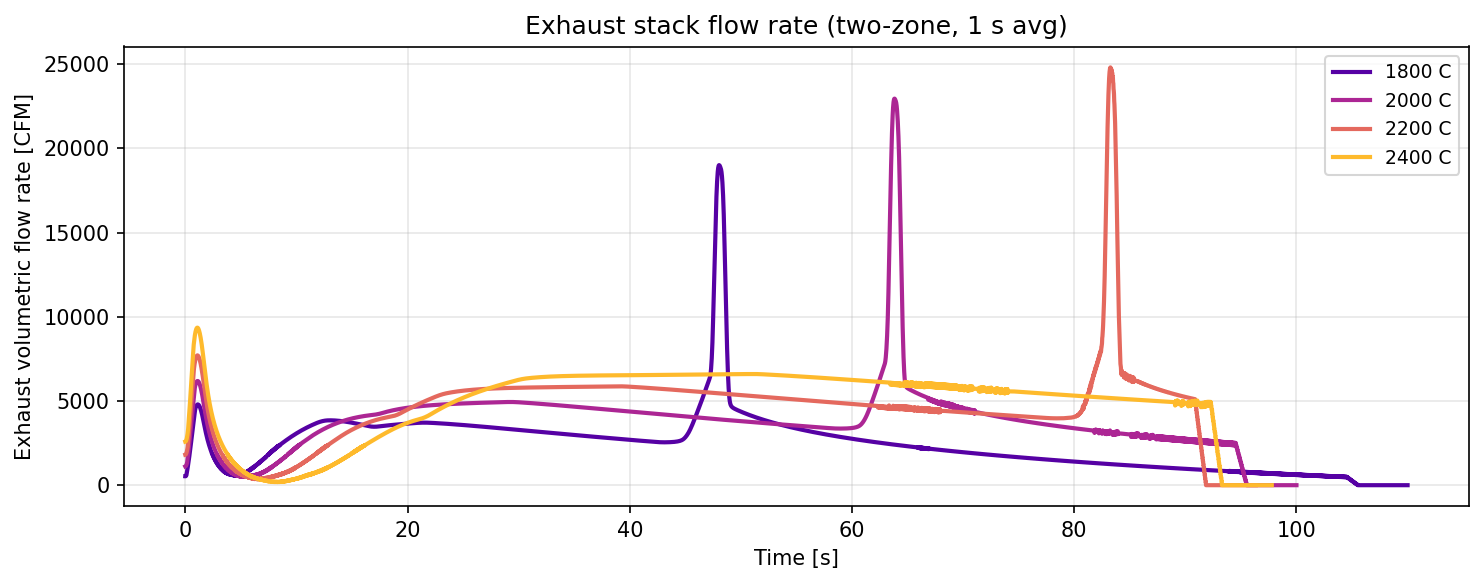 Exhaust stack flow rate (two-zone, 1 s avg)
Exhaust volumetric flow rate [CFM]
25000
20000
15000
10000
5000
0
1800 C
2000 C
2200 C
2400 C
0 20 40 60 80 100
Time [s]